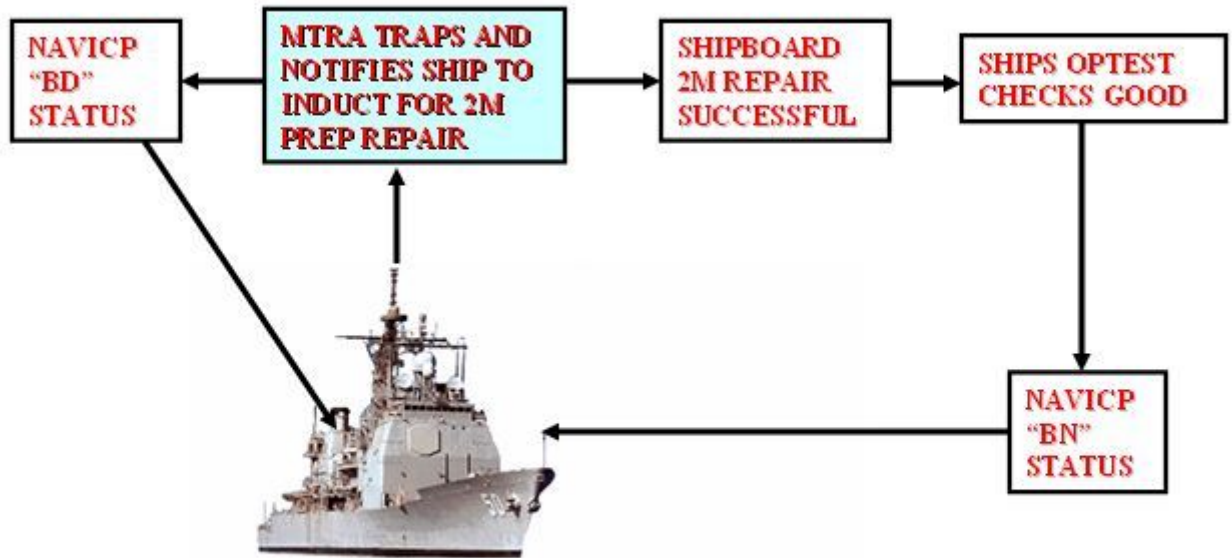 NAVICP
“BD”
STATUS
MTRA TRAPS AND
NOTIFIES SHIP TO
INDUCT FOR 2M
PREP REPAIR
SHIPBOARD
2M REPAIR
SUCCESSFUL
SHIPS OPTEST
CHECKS GOOD
NAVICP
“BN”
STATUS
50